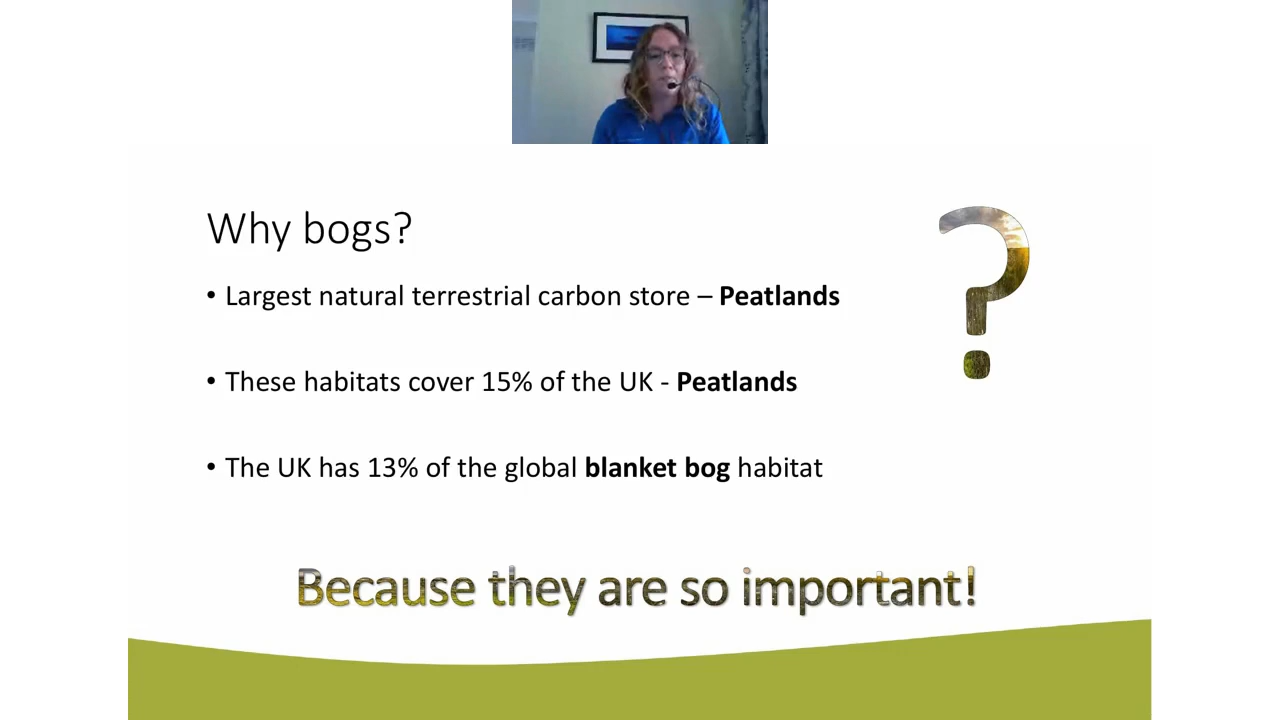 Why bogs?
• Largest natural terrestrial carbon store – Peatlands
• These habitats cover 15% of the UK - Peatlands
• The UK has 13% of the global blanket bog habitat
?
Because they are so important!